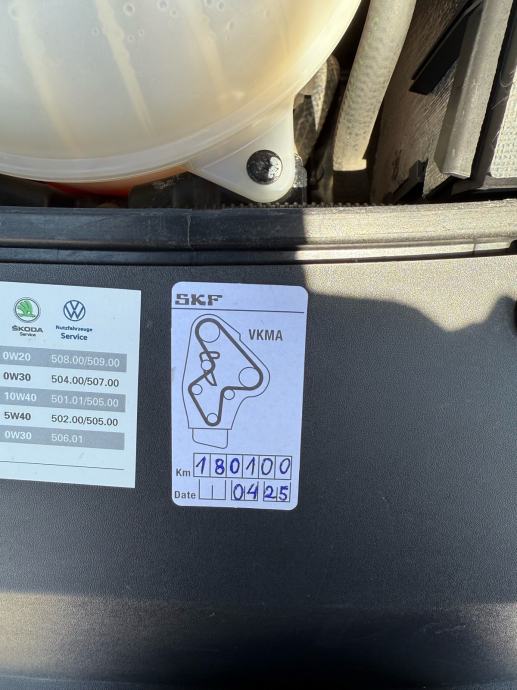 ŠKODA
Service
Nutzfahrzeuge
Service
0W20 508.00/509.00
0W30 504.00/507.00
10W40 501.01/505.00
5W40 502.00/505.00
0W30 506.01
SKF
VKMA
Km 180100
Date 0425